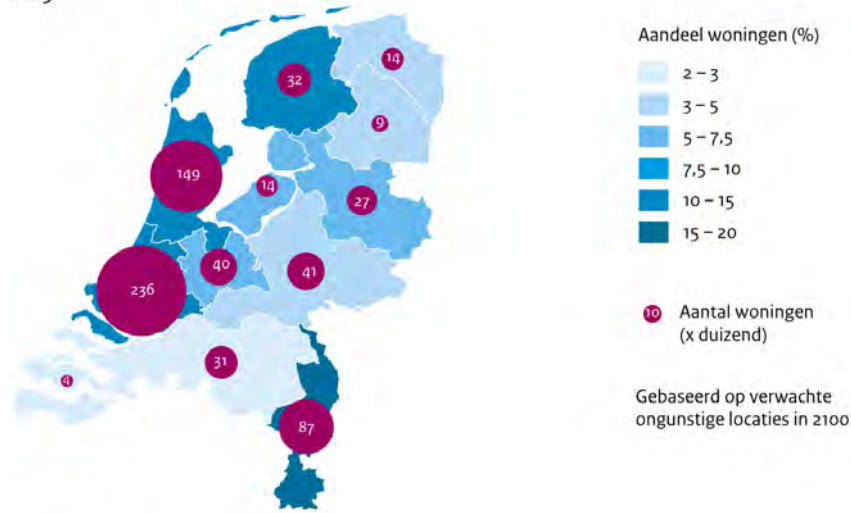 14
32
9
149
14
27
40
41
236
31
4
87
Aandeel woningen (%)
2 – 3
3 – 5
5 – 7,5
7,5 – 10
10 – 15
15 – 20
10 Aantal woningen
(x duizend)
Gebaseerd op verwachte
ongunstige locaties in 2100